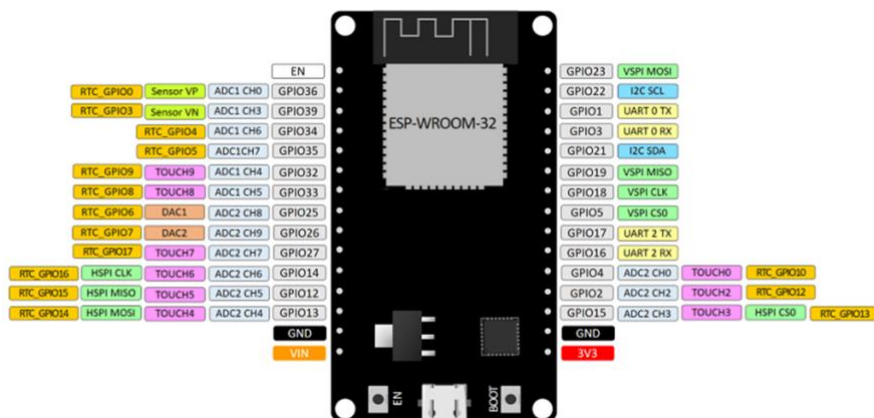 EN
RTC_GPIO0 Sensor VP ADC1 CH0 GPIO36
RTC_GPIO3 Sensor VN ADC1 CH3 GPIO39
RTC_GPIO4 ADC1 CH6 GPIO34
RTC_GPIO5 ADC1CH7 GPIO35
RTC_GPIO9 TOUCH9 ADC1 CH4 GPIO32
RTC_GPIO8 TOUCH8 ADC1 CH5 GPIO33
RTC_GPIO6 DAC1 ADC2 CH8 GPIO25
RTC_GPIO7 DAC2 ADC2 CH9 GPIO26
RTC_GPIO17 TOUCH7 ADC2 CH7 GPIO27
RTC_GPIO16 HSPI CLK TOUCH6 ADC2 CH6 GPIO14
RTC_GPIO15 HSPI MISO TOUCH5 ADC2 CH5 GPIO12
RTC_GPIO14 HSPI MOSI TOUCH4 ADC2 CH4 GPIO13
GND
VIN
ESP-WROOM-32
EN
BOOT
GPIO23 VSPI MOSI
GPIO22 I2C SCL
GPIO1 UART 0 TX
GPIO3 UART 0 RX
GPIO21 I2C SDA
GPIO19 VSPI MISO
GPIO18 VSPI CLK
GPIO5 VSPI CS0
GPIO17 UART 2 TX
GPIO16 UART 2 RX
GPIO4 ADC2 CH0 TOUCH0 RTC_GPIO10
GPIO2 ADC2 CH2 TOUCH2 RTC_GPIO12
GPIO15 ADC2 CH3 TOUCH3 HSPI CS0 RTC_GPIO13
GND
3V3